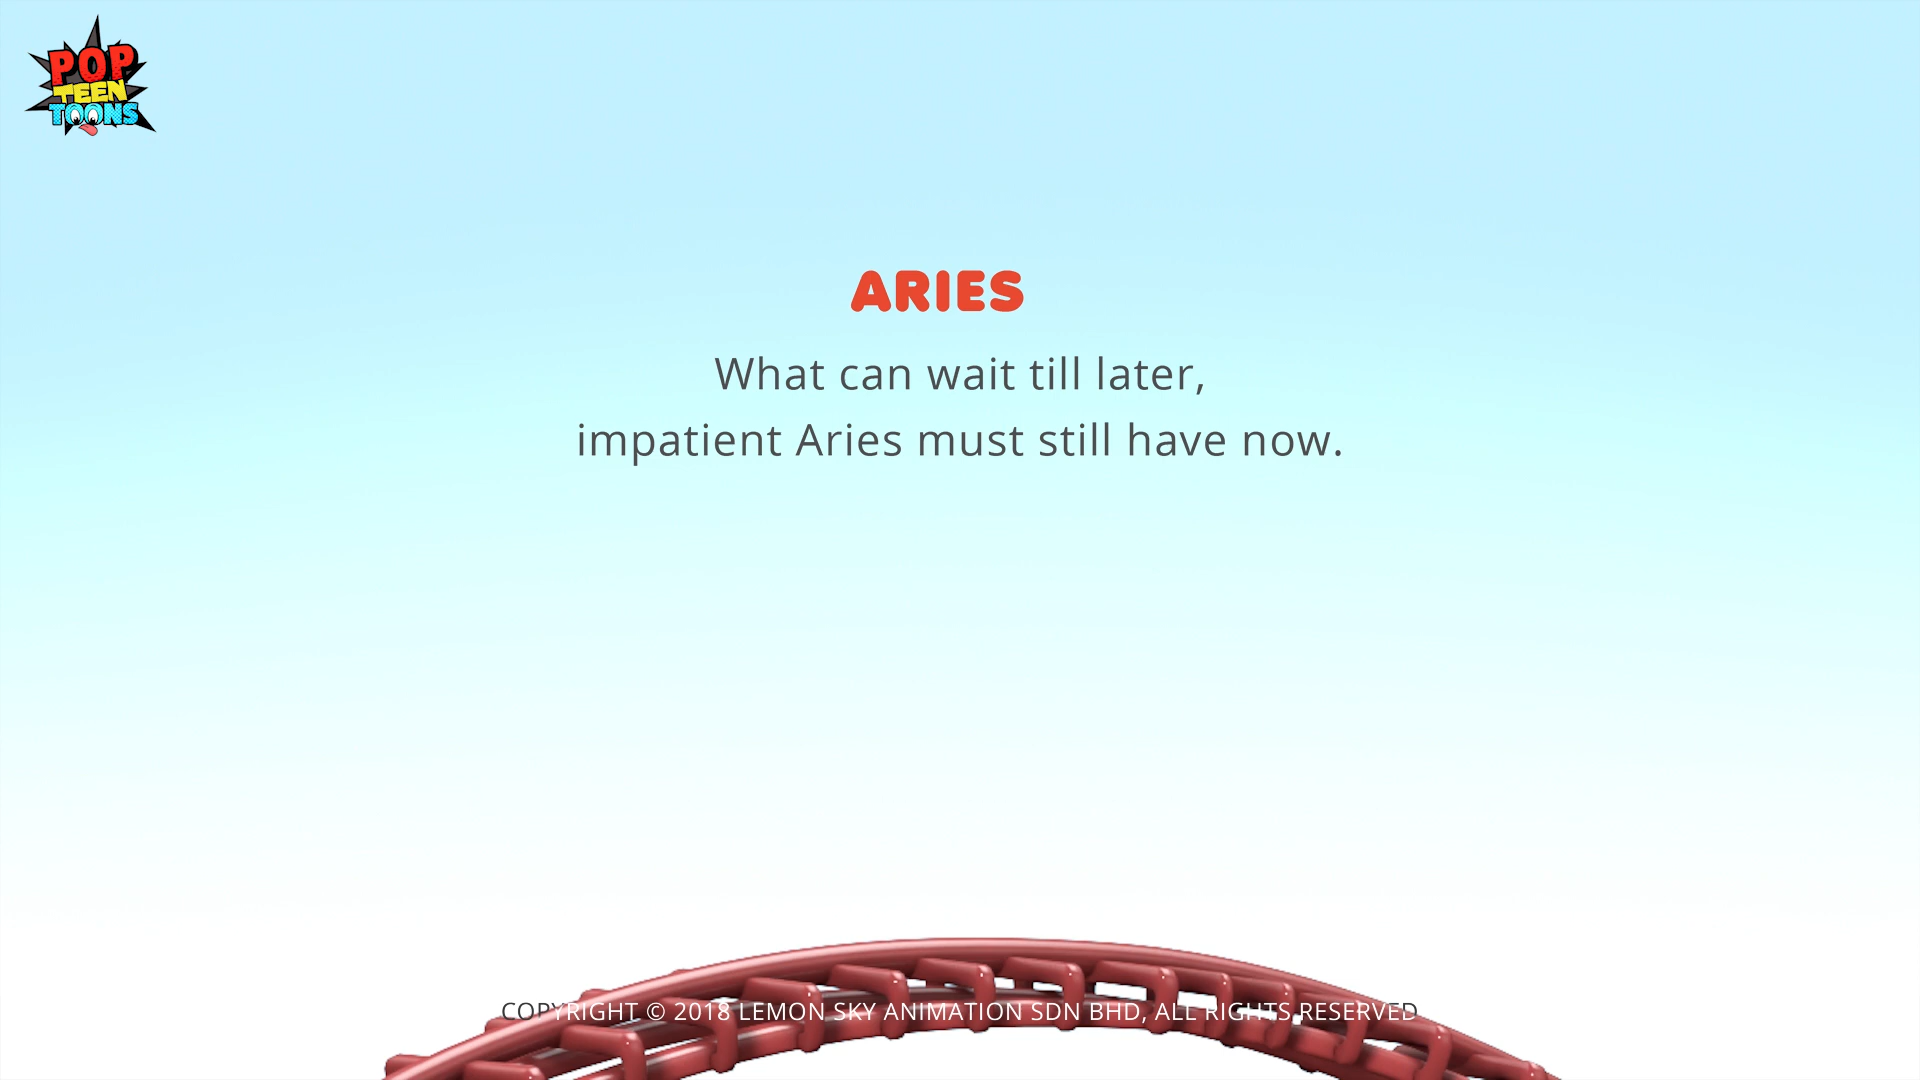 POP
TEEN
TOONS
ARIES
What can wait till later,
impatient Aries must still have now.
COPYRIGHT © 2018 LEMON SKY ANIMATION SDN BHD, ALL RIGHTS RESERVED